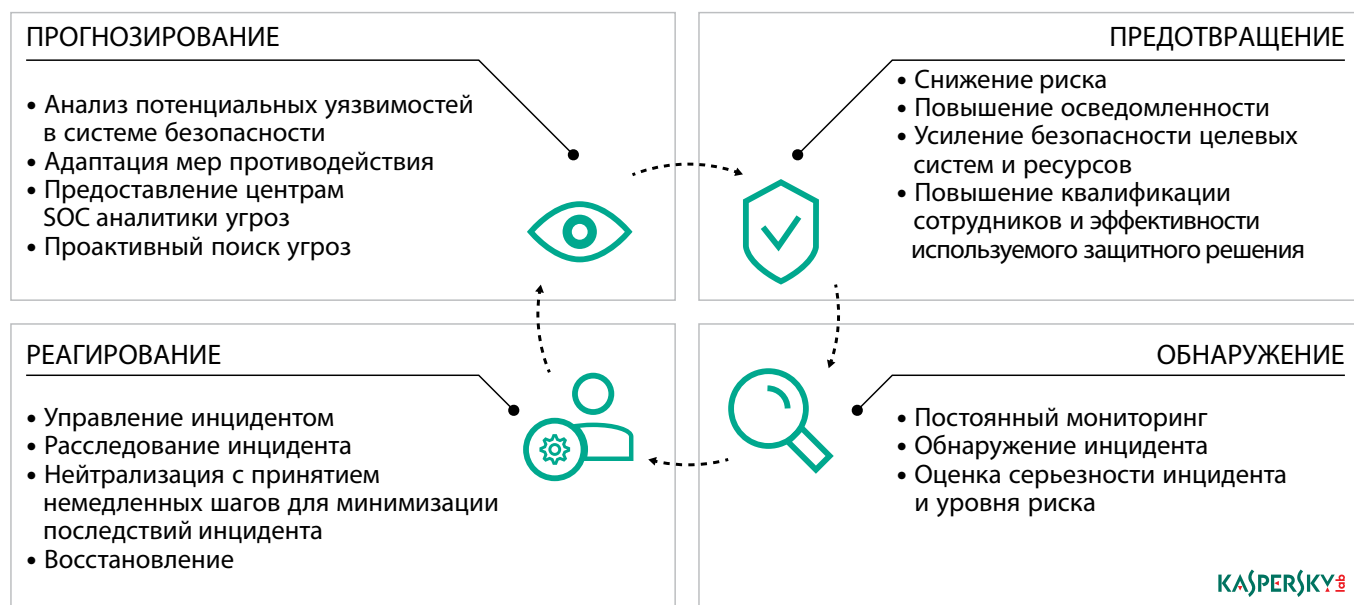 ПРОГНОЗИРОВАНИЕ
• Анализ потенциальных уязвимостей
в системе безопасности
• Адаптация мер противодействия
• Предоставление центрам
SOC аналитики угроз
• Проактивный поиск угроз
ПРЕДОТВРАЩЕНИЕ
• Снижение риска
• Повышение осведомленности
• Усиление безопасности целевых
систем и ресурсов
• Повышение квалификации
сотрудников и эффективности
используемого защитного решения
РЕАГИРОВАНИЕ
• Управление инцидентом
• Расследование инцидента
• Нейтрализация с принятием
немедленных шагов для минимизации
последствий инцидента
• Восстановление
ОБНАРУЖЕНИЕ
• Постоянный мониторинг
• Обнаружение инцидента
• Оценка серьезности инцидента
и уровня риска
KASPERSKY lab